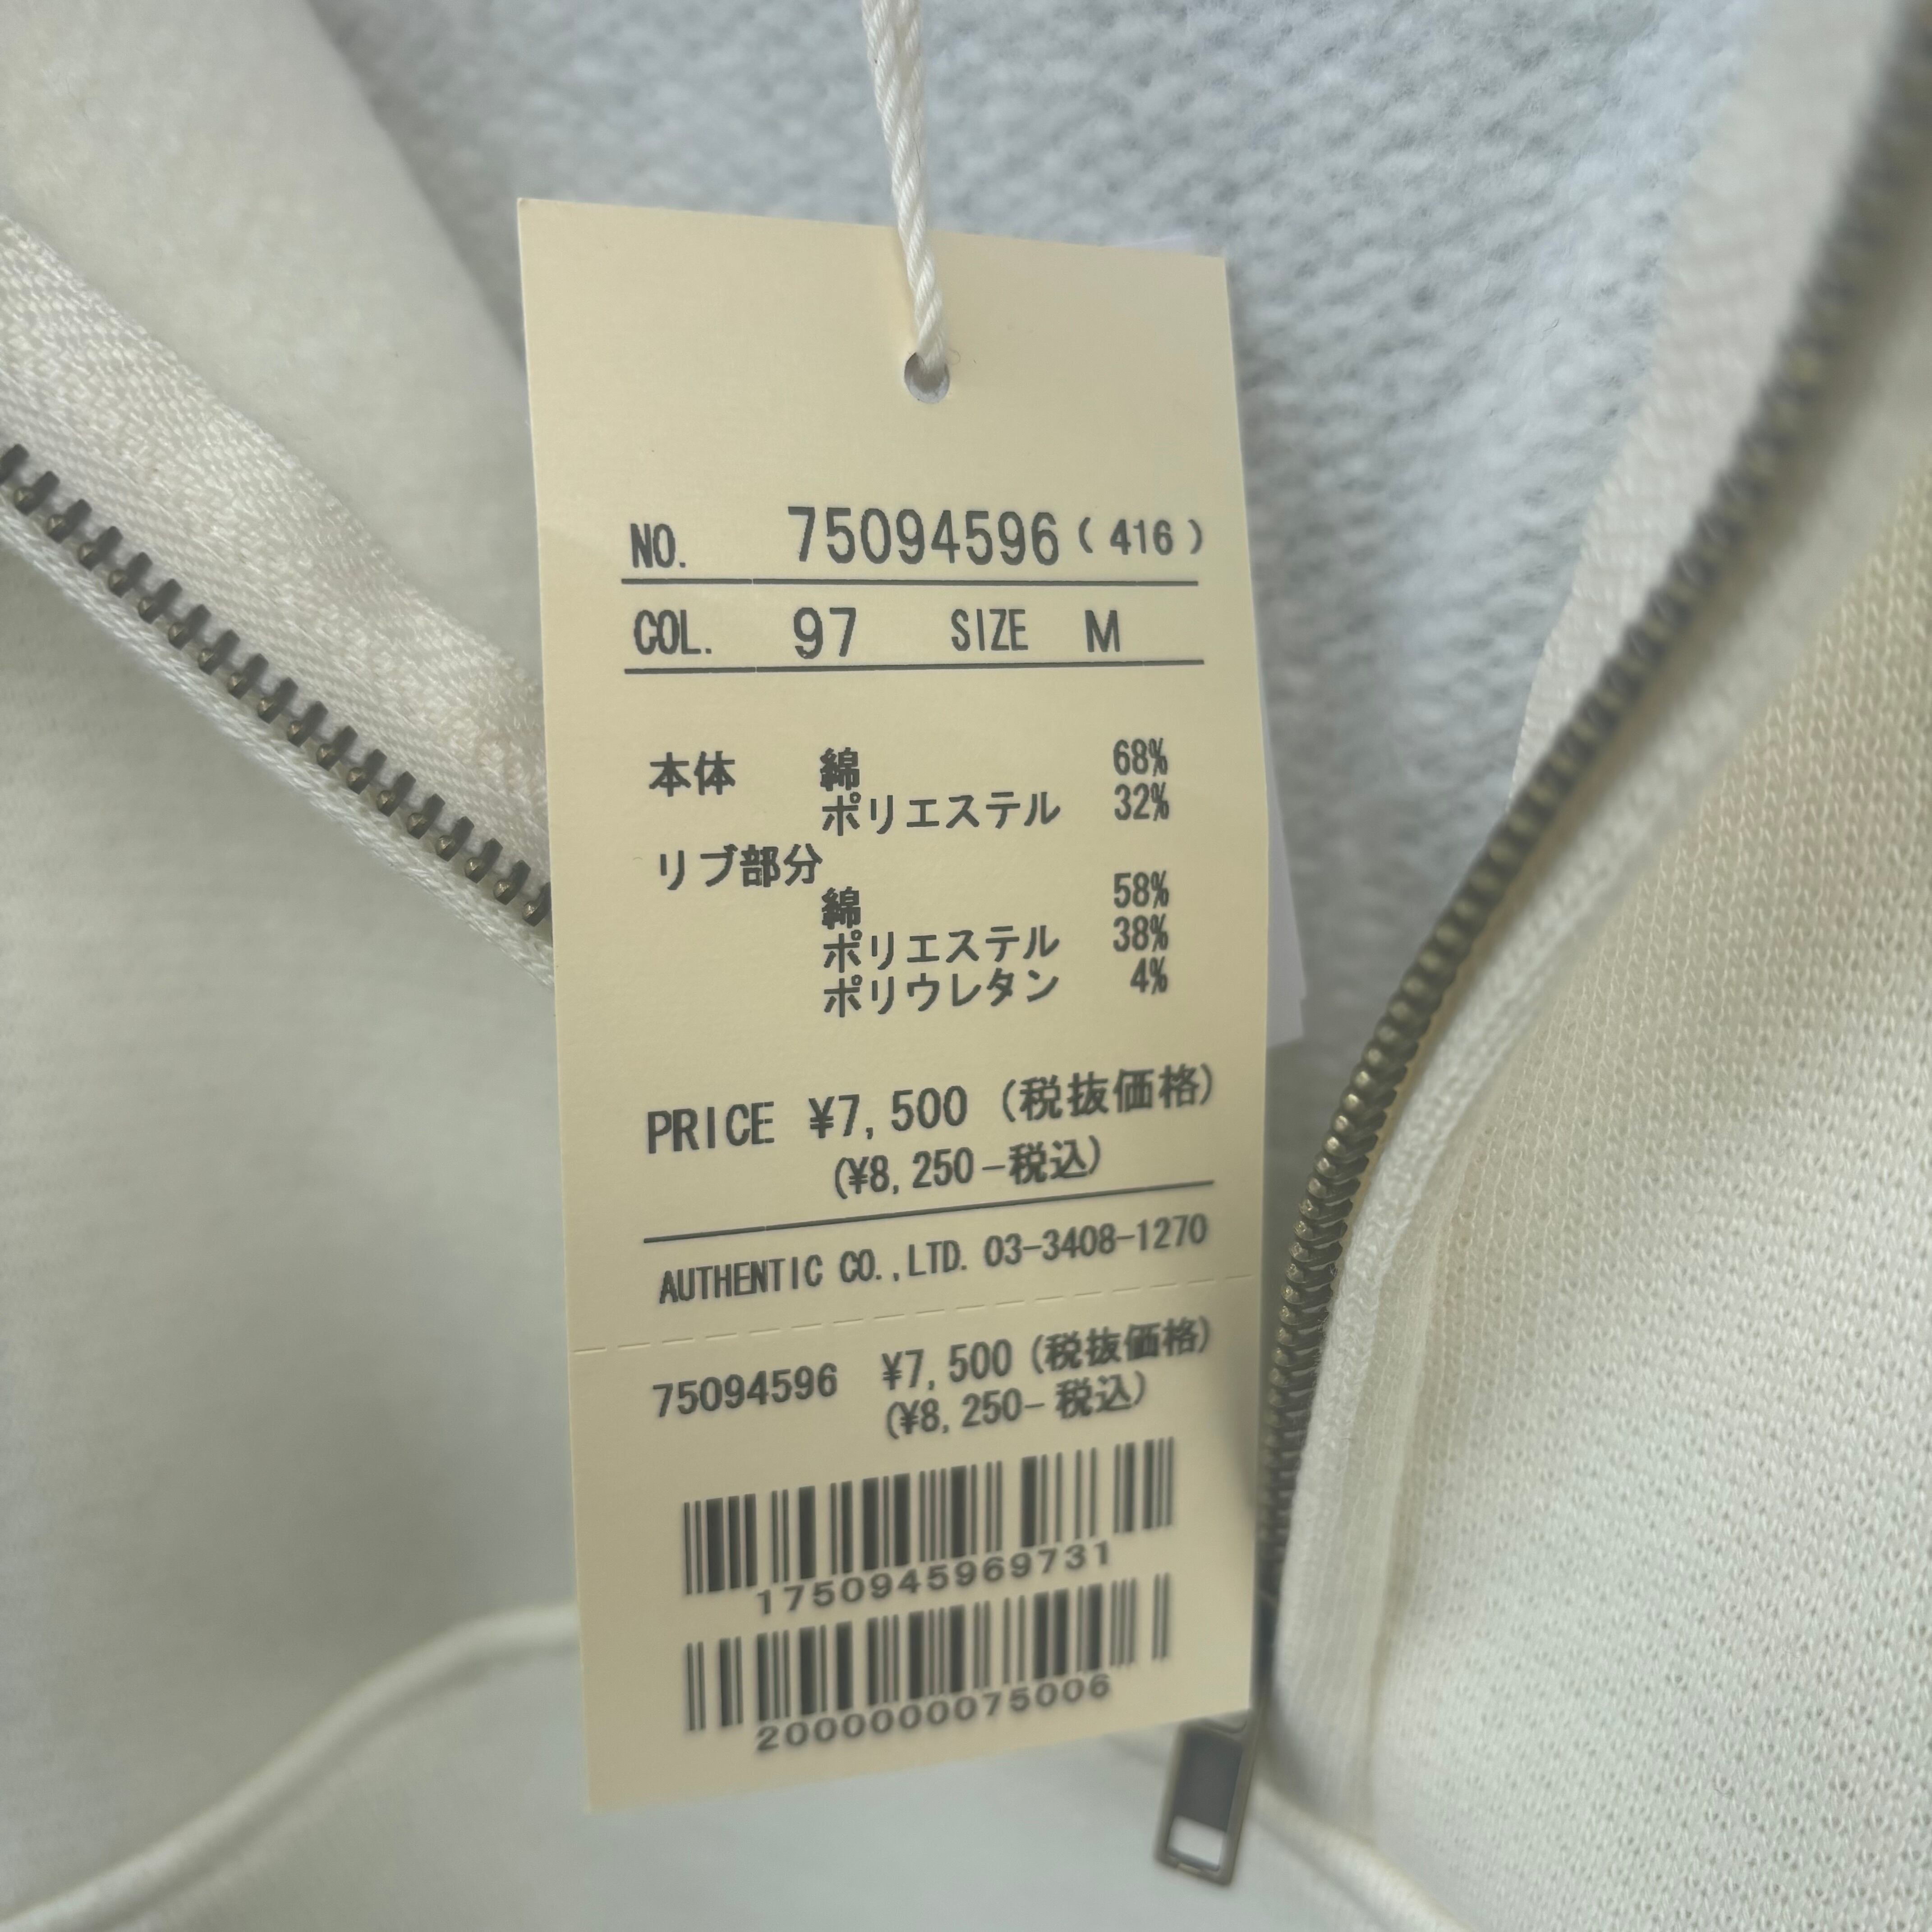 NO. 75094596 ( 416 )
COL. 97 SIZE M
本体 綿 68%
ポリエステル 32%
リブ部分
綿 58%
ポリエステル 38%
ポリウレタン 4%
PRICE ¥7,500 (税抜価格)
(¥8,250-税込)
AUTHENTIC CO.,LTD. 03-3408-1270
75094596 ¥7,500 (税抜価格)
(¥8,250-税込)
1750945969731
2000000075006